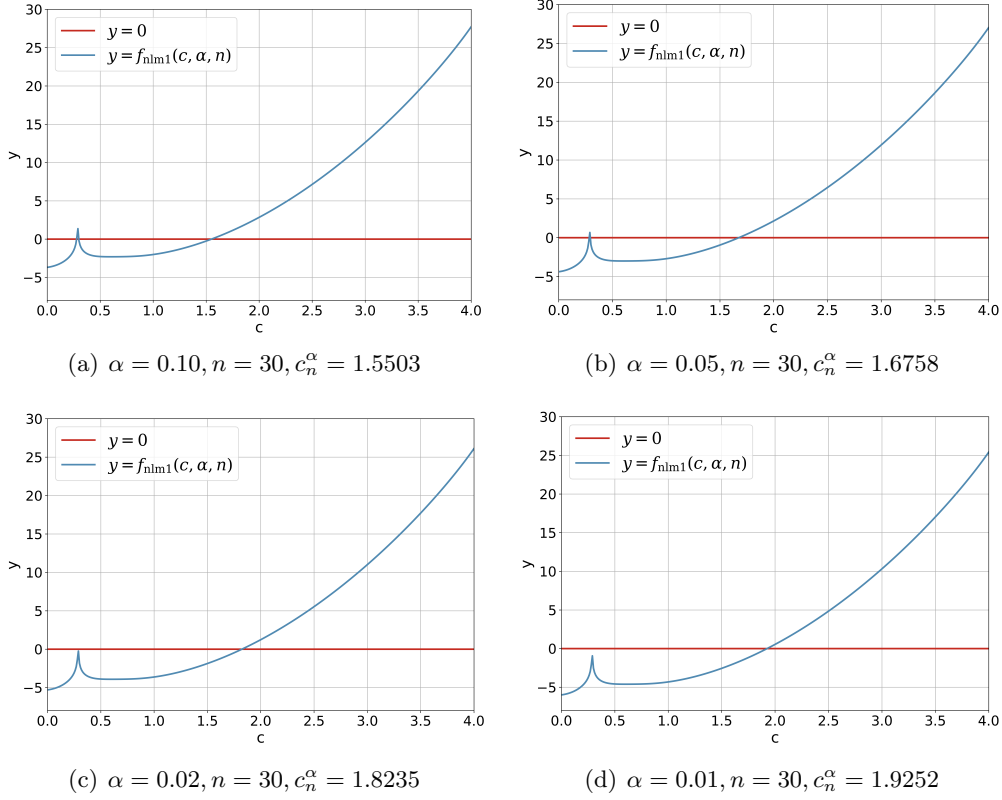 30
25
20
15
10
5
0
−5
y
y = 0
y = f_nlm1(c, α, n)
0.0 0.5 1.0 1.5 2.0 2.5 3.0 3.5 4.0
c
(a) α = 0.10, n = 30, c_n^α = 1.5503
30
25
20
15
10
5
0
−5
y
y = 0
y = f_nlm1(c, α, n)
0.0 0.5 1.0 1.5 2.0 2.5 3.0 3.5 4.0
c
(b) α = 0.05, n = 30, c_n^α = 1.6758
30
25
20
15
10
5
0
−5
y
y = 0
y = f_nlm1(c, α, n)
0.0 0.5 1.0 1.5 2.0 2.5 3.0 3.5 4.0
c
(c) α = 0.02, n = 30, c_n^α = 1.8235
30
25
20
15
10
5
0
−5
y
y = 0
y = f_nlm1(c, α, n)
0.0 0.5 1.0 1.5 2.0 2.5 3.0 3.5 4.0
c
(d) α = 0.01, n = 30, c_n^α = 1.9252